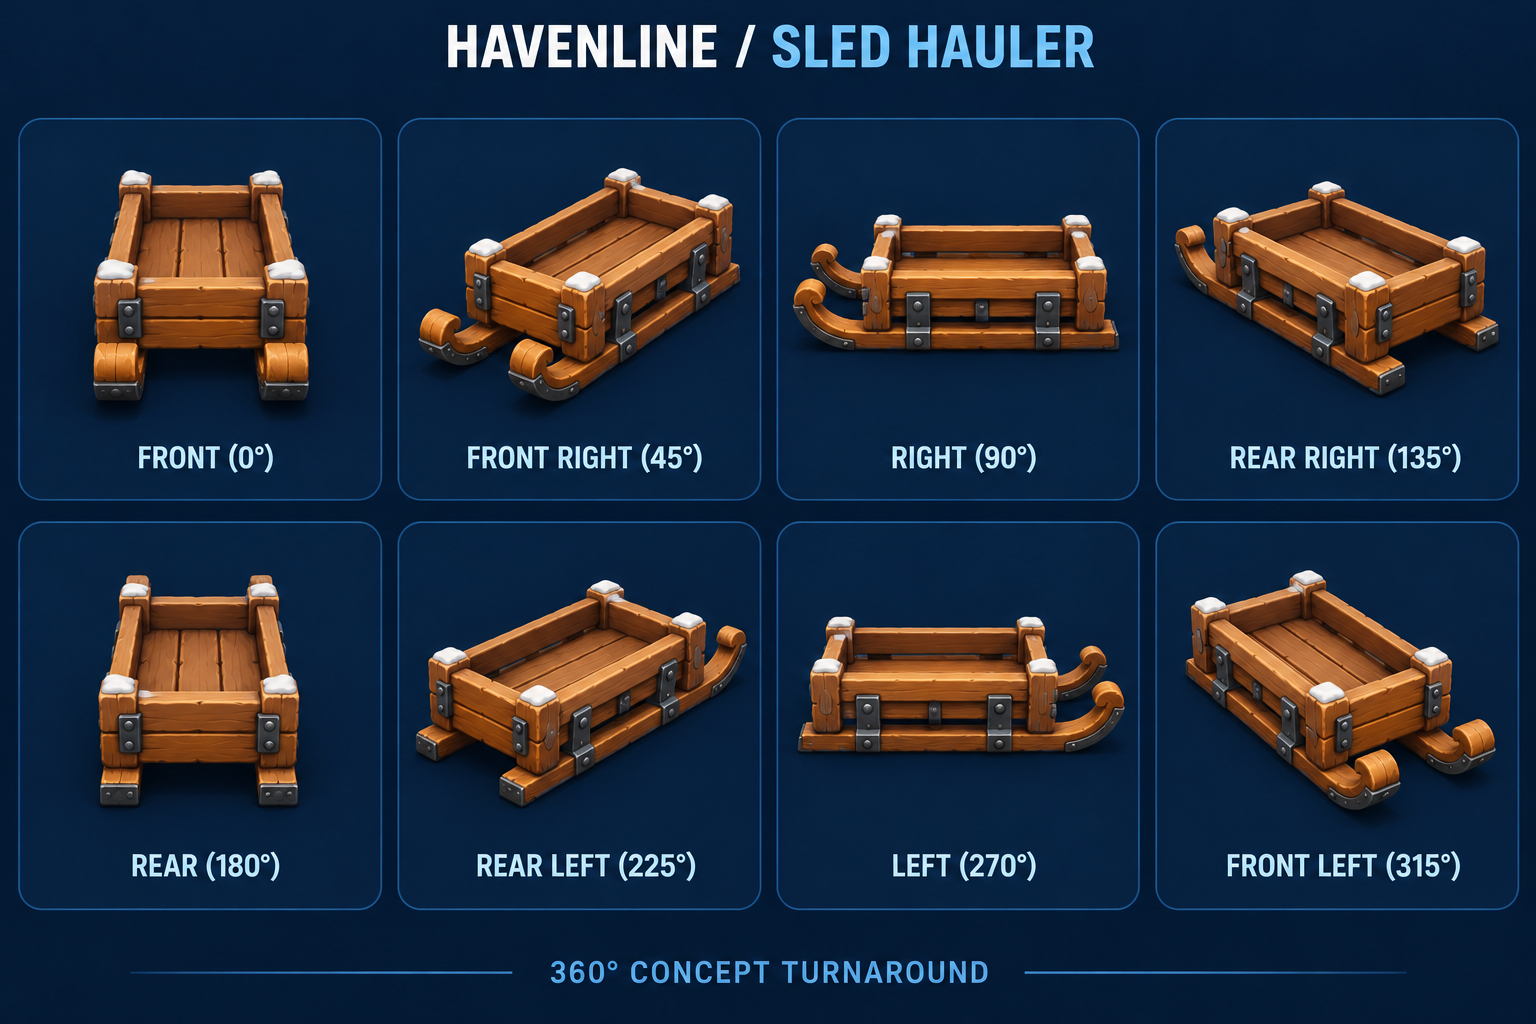 HAVENLINE / SLED HAULER
FRONT (0°)
FRONT RIGHT (45°)
RIGHT (90°)
REAR RIGHT (135°)
REAR (180°)
REAR LEFT (225°)
LEFT (270°)
FRONT LEFT (315°)
360° CONCEPT TURNAROUND